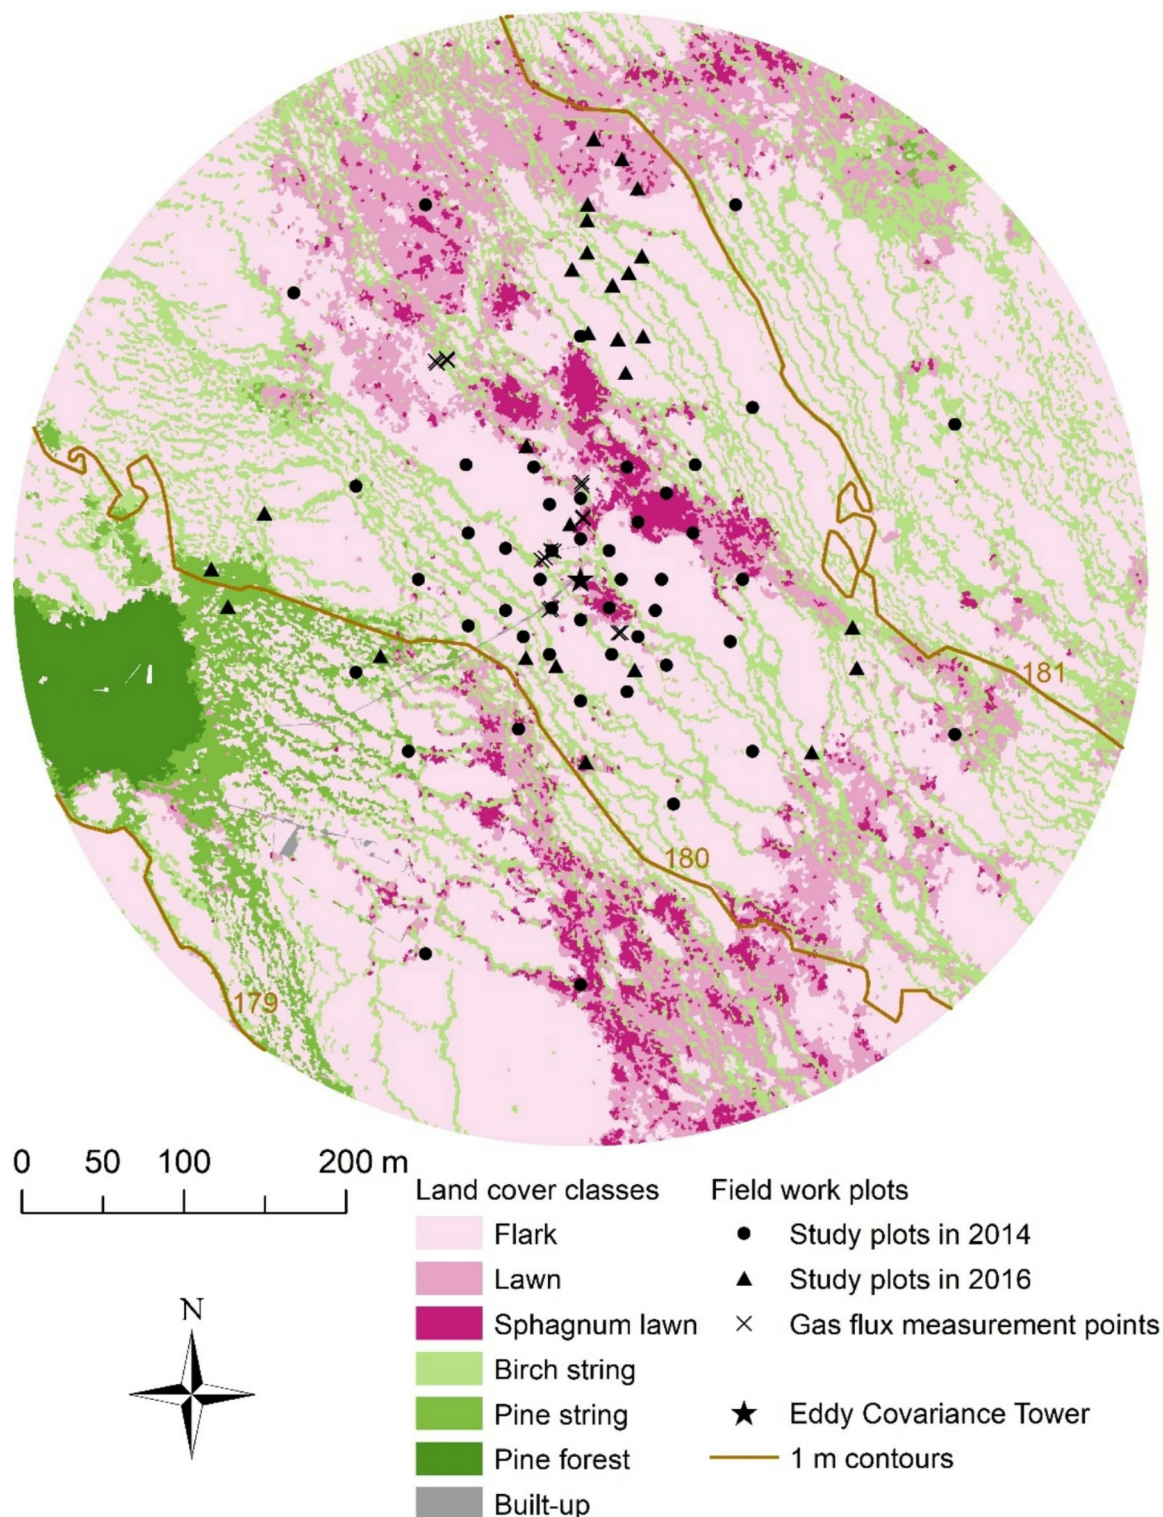 181
180
179
0 50 100 200 m
Land cover classes
Flark
Lawn
Sphagnum lawn
Birch string
Pine string
Pine forest
Built-up
Field work plots
Study plots in 2014
Study plots in 2016
Gas flux measurement points
Eddy Covariance Tower
1 m contours
N